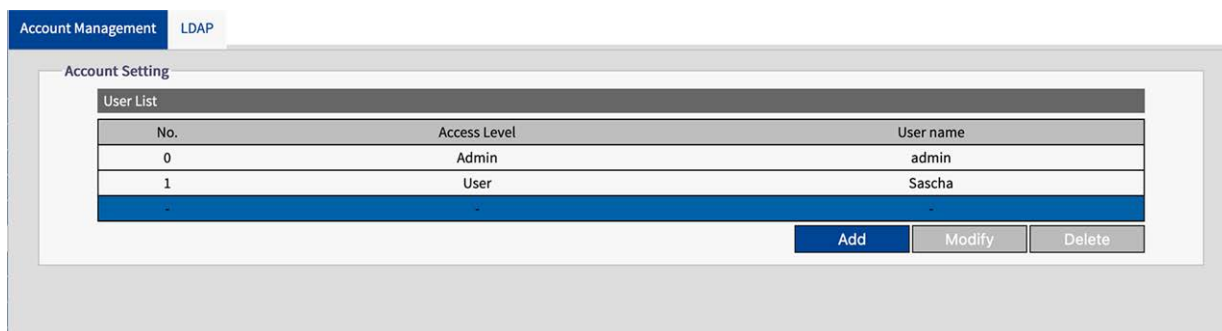 Account Management LDAP
Account Setting
User List
No. Access Level User name
0 Admin admin
1 User Sascha
- - -
Add Modify Delete